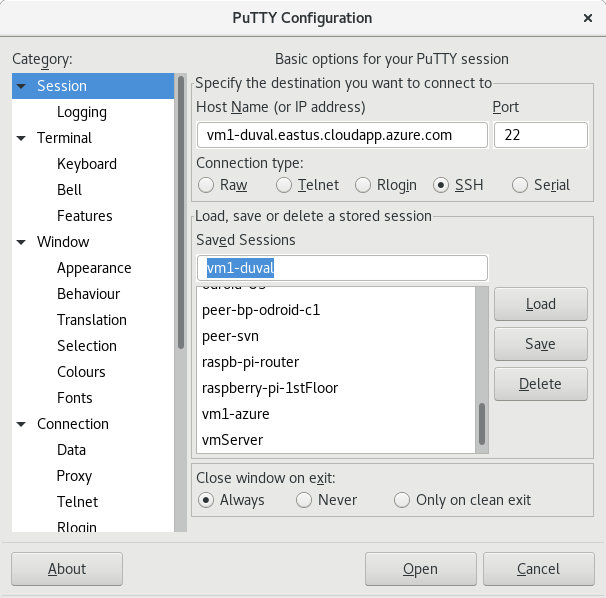 PuTTY Configuration
Category:
Session
Logging
Terminal
Keyboard
Bell
Features
Window
Appearance
Behaviour
Translation
Selection
Colours
Fonts
Connection
Data
Proxy
Telnet
Rlogin
Basic options for your PuTTY session
Specify the destination you want to connect to
Host Name (or IP address) Port
vm1-duval.eastus.cloudapp.azure.com 22
Connection type:
Raw Telnet Rlogin SSH Serial
Load, save or delete a stored session
Saved Sessions
vm1-duval
peer-bp-odroid-c1
peer-svn
raspb-pi-router
raspberry-pi-1stFloor
vm1-azure
vmServer
Load
Save
Delete
Close window on exit:
Always Never Only on clean exit
About Open Cancel